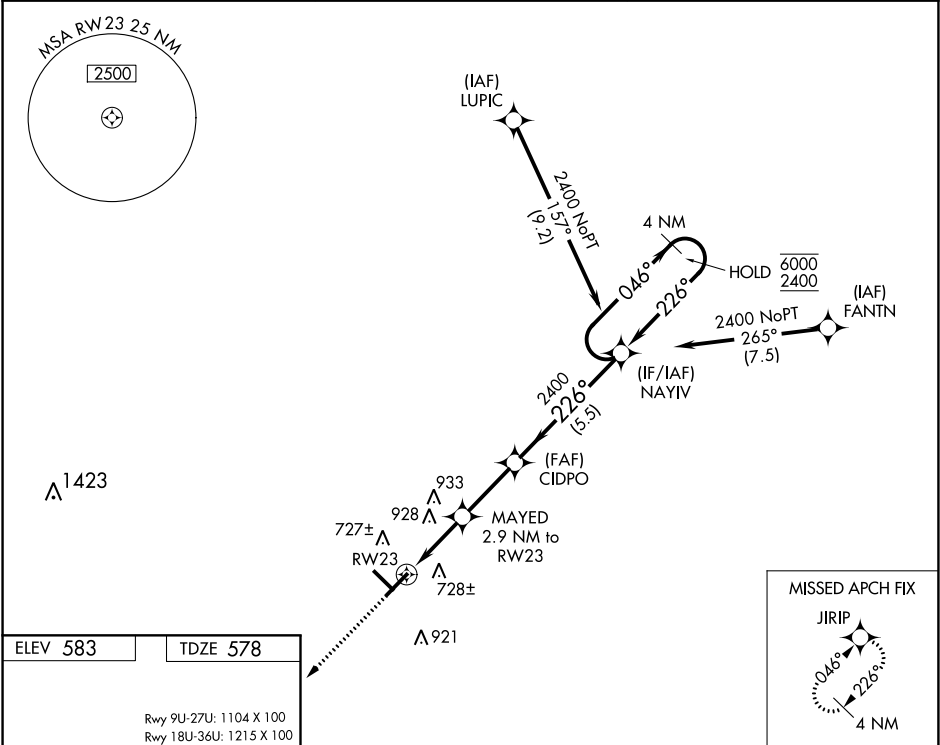 MSA RW23 25 NM
2500
(IAF)
LUPIC
2400 NoPT
157°
(9.2)
4 NM
046°
226°
HOLD
6000
2400
(IAF)
FANTN
2400 NoPT
265°
(7.5)
(IF/IAF)
NAYIV
2400
226°
(5.5)
(FAF)
CIDPO
1423
933
928
MAYED
2.9 NM to
RW23
727±
RW23
728±
921
ELEV 583
TDZE 578
Rwy 9U-27U: 1104 X 100
Rwy 18U-36U: 1215 X 100
MISSED APCH FIX
JIRIP
046°
226°
4 NM